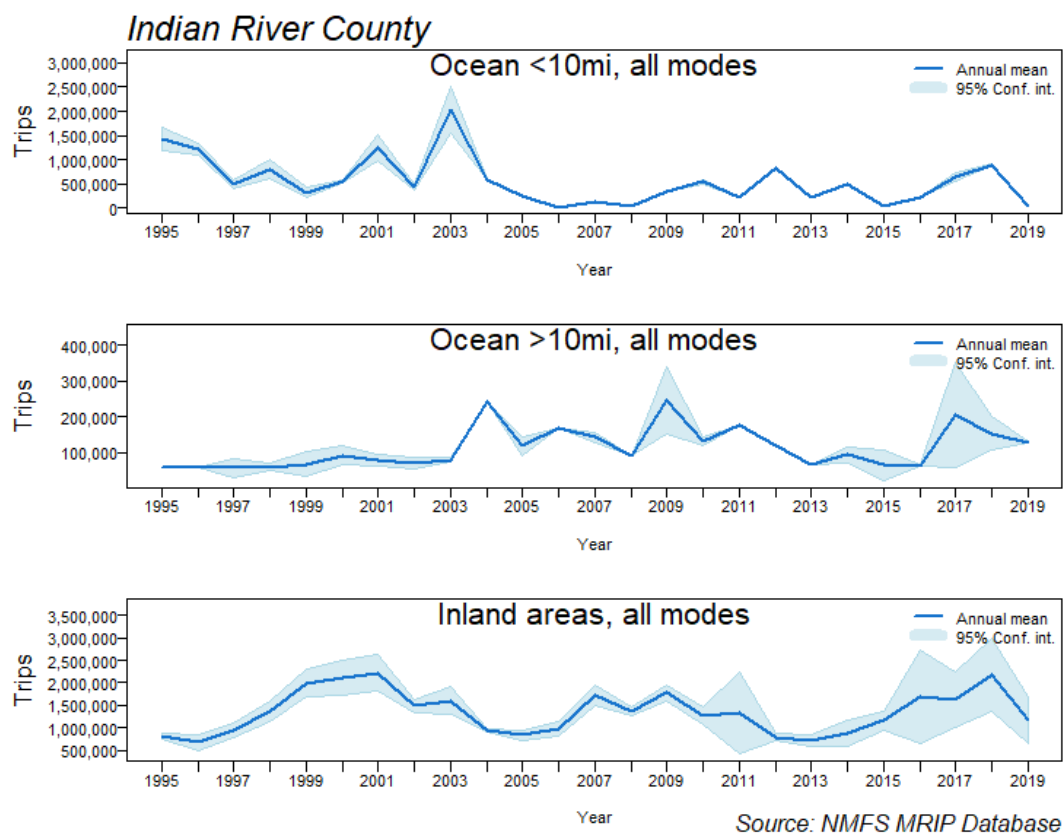 Indian River County
Ocean <10mi, all modes
Annual mean
95% Conf. int.
Trips
3,000,000
2,500,000
2,000,000
1,500,000
1,000,000
500,000
0
1995 1997 1999 2001 2003 2005 2007 2009 2011 2013 2015 2017 2019
Year
Ocean >10mi, all modes
Annual mean
95% Conf. int.
Trips
400,000
300,000
200,000
100,000
1995 1997 1999 2001 2003 2005 2007 2009 2011 2013 2015 2017 2019
Year
Inland areas, all modes
Annual mean
95% Conf. int.
Trips
3,500,000
3,000,000
2,500,000
2,000,000
1,500,000
1,000,000
500,000
1995 1997 1999 2001 2003 2005 2007 2009 2011 2013 2015 2017 2019
Year
Source: NMFS MRIP Database